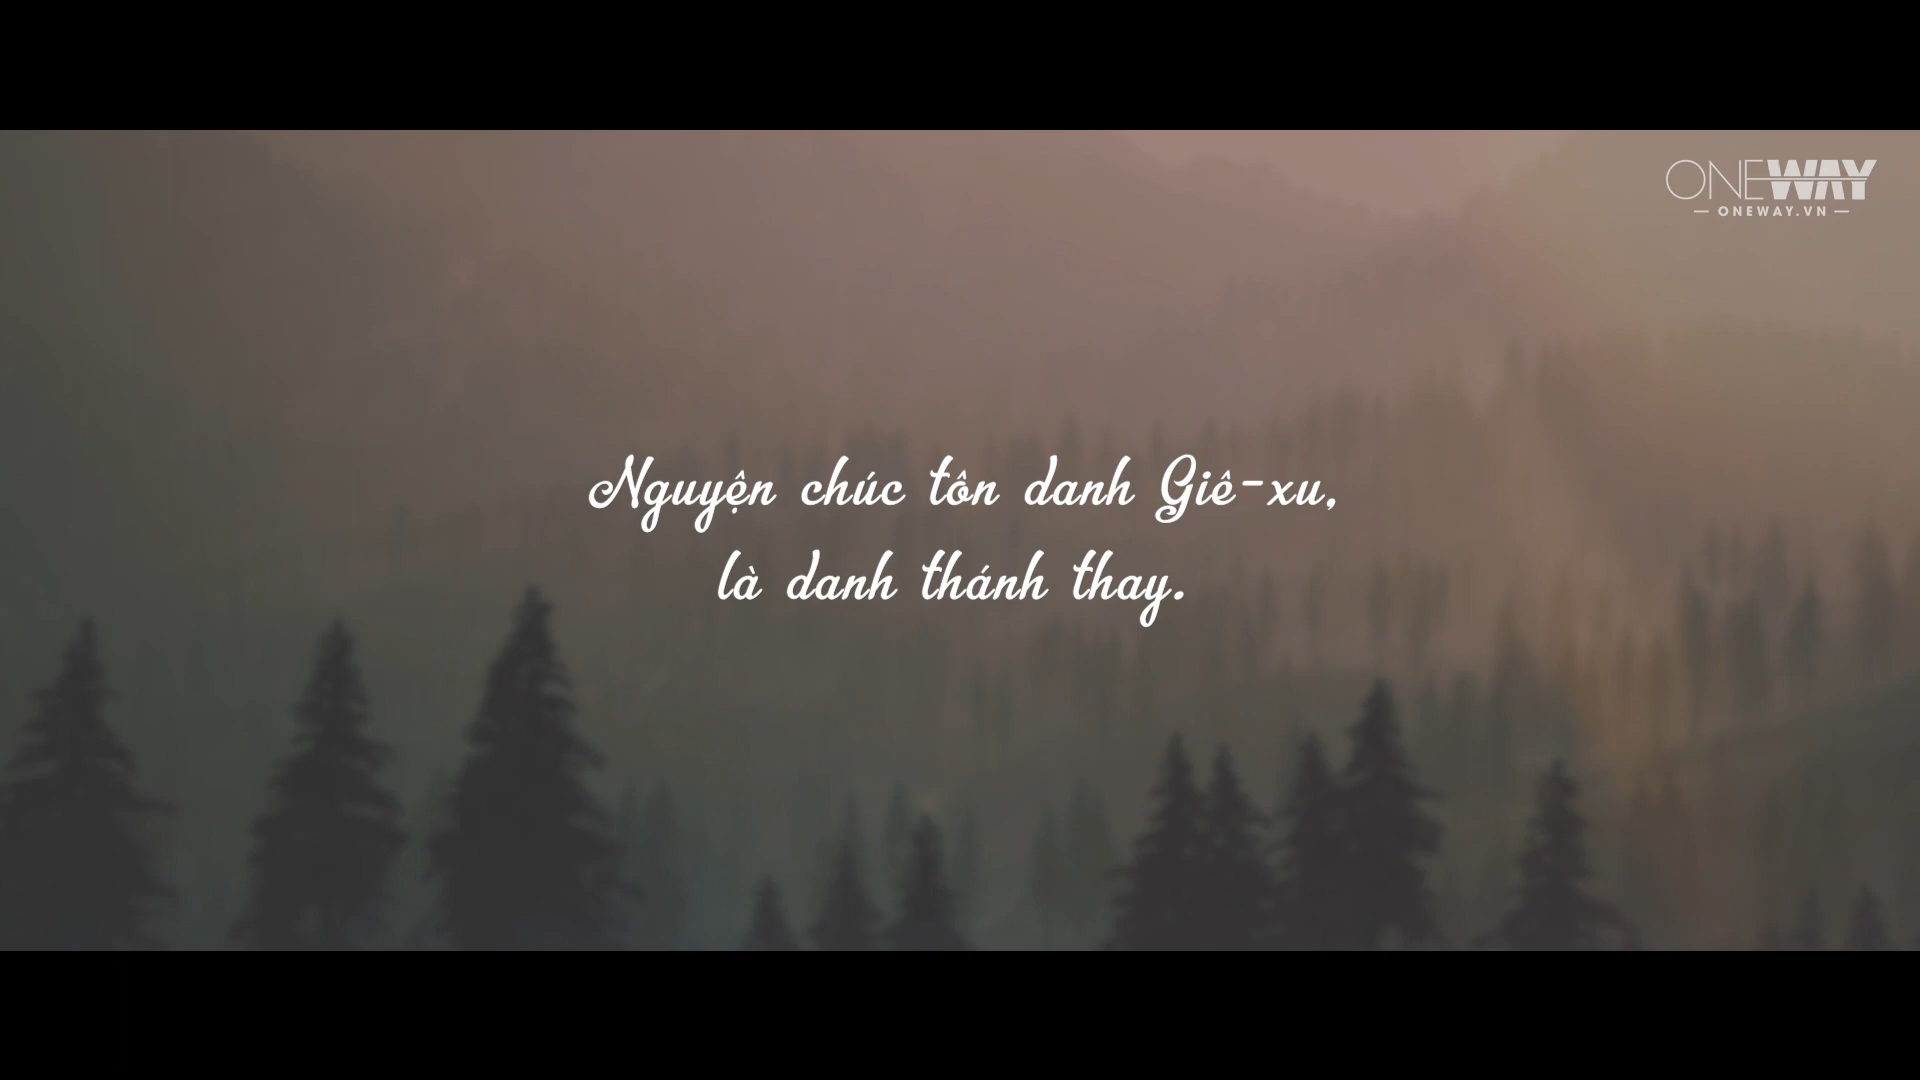 ONEWAY
— ONEWAY.VN —
Nguyện chúc tôn danh Giê-xu,
là danh thánh thay.